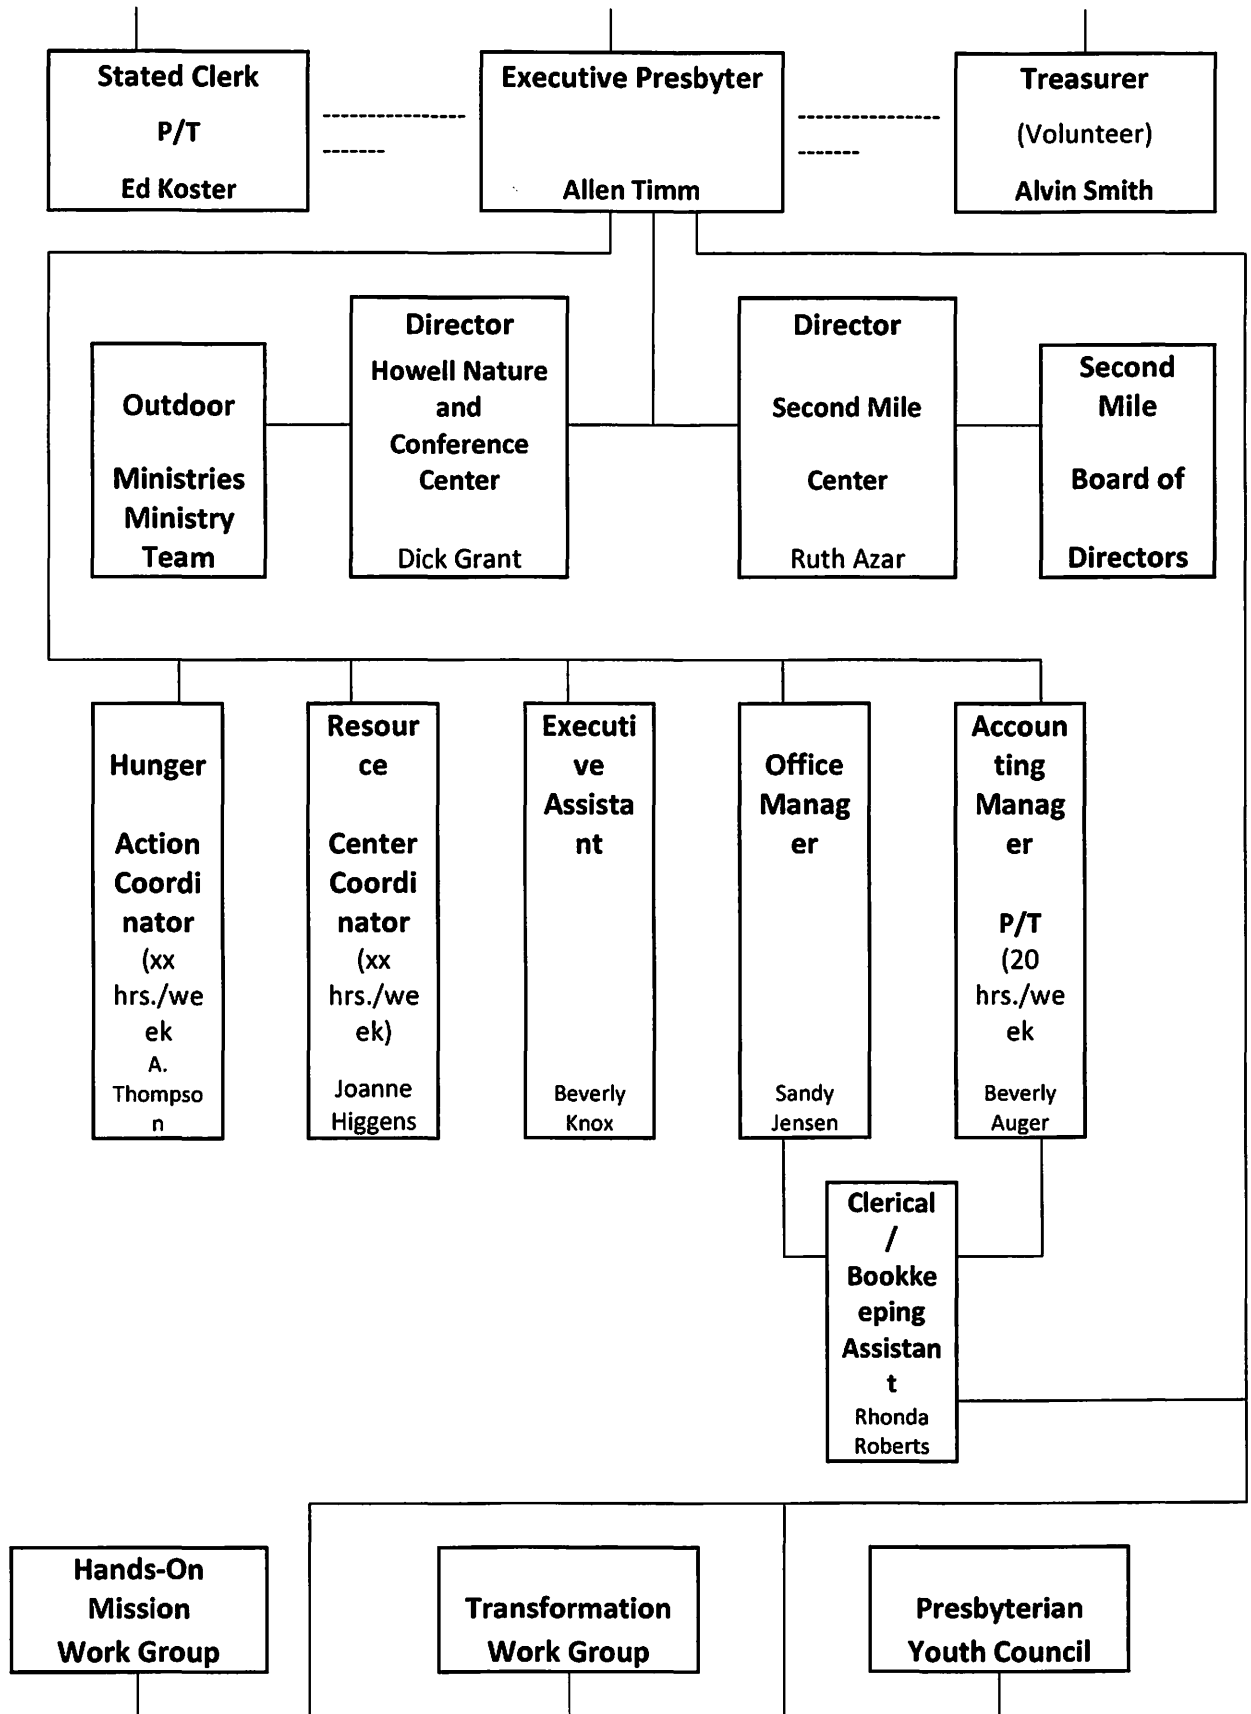 Stated Clerk
P/T
Ed Koster
Executive Presbyter
Allen Timm
Treasurer
(Volunteer)
Alvin Smith
Outdoor
Ministries
Ministry
Team
Director
Howell Nature
and
Conference
Center
Dick Grant
Director
Second Mile
Center
Ruth Azar
Second
Mile
Board of
Directors
Hunger
Action
Coordi
nator
(xx
hrs./we
ek
A.
Thompso
n
Resour
ce
Center
Coordi
nator
(xx
hrs./we
ek)
Joanne
Higgens
Executi
ve
Assista
nt
Beverly
Knox
Office
Manag
er
Sandy
Jensen
Accoun
ting
Manag
er
P/T
(20
hrs./we
ek
Beverly
Auger
Clerical
/
Bookke
eping
Assistan
t
Rhonda
Roberts
Hands-On
Mission
Work Group
Transformation
Work Group
Presbyterian
Youth Council